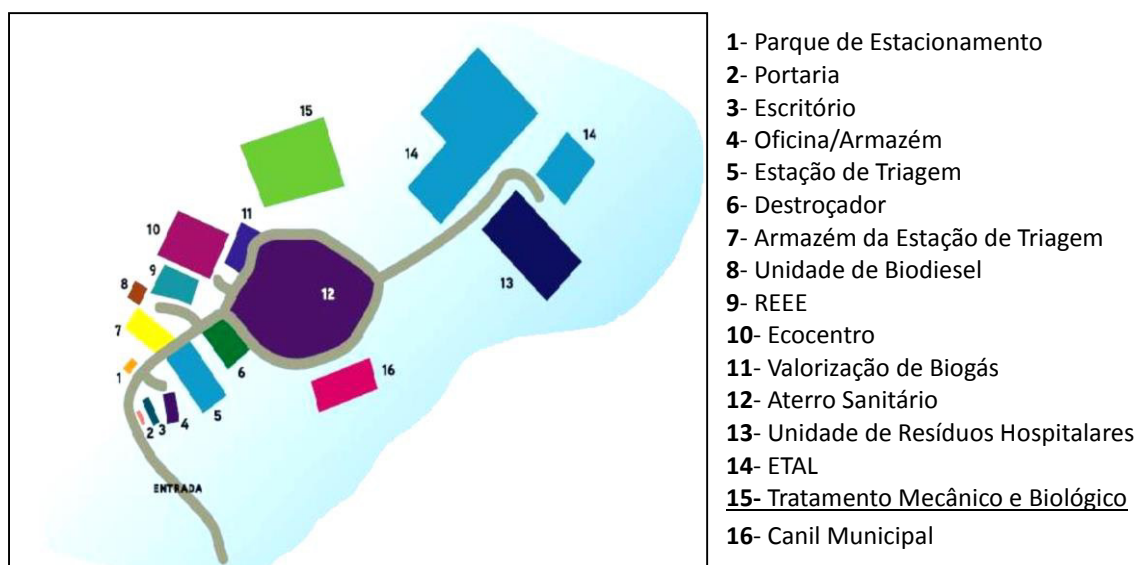 15
14
14
11
10
9
12
8
13
7
6
16
1
5
4
2
3
ENTRADA
1- Parque de Estacionamento
2- Portaria
3- Escritório
4- Oficina/Armazém
5- Estação de Triagem
6- Destroçador
7- Armazém da Estação de Triagem
8- Unidade de Biodiesel
9- REEE
10- Ecocentro
11- Valorização de Biogás
12- Aterro Sanitário
13- Unidade de Resíduos Hospitalares
14- ETAL
15- Tratamento Mecânico e Biológico
16- Canil Municipal